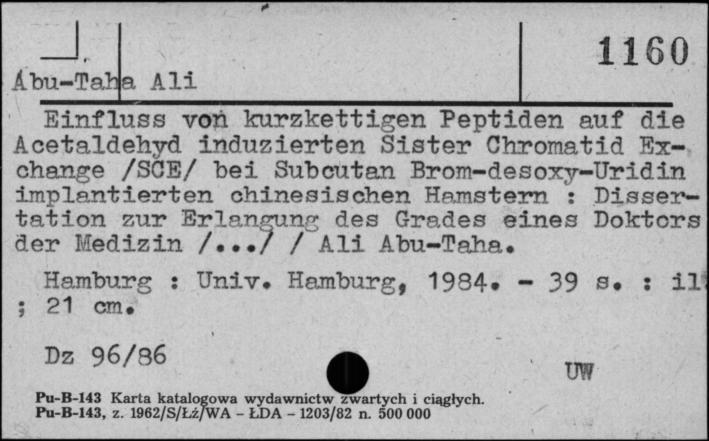 1160
Abu-Taha Ali
Einfluss von kurzkettigen Peptiden auf die
Acetaldehyd induzierten Sister Chromatid Ex-
change /SCE/ bei Subcutan Brom-desoxy-Uridin
implantierten chinesischen Hamstern : Disser-
tation zur Erlangung des Grades eines Doktors
der Medizin /.../ / Ali Abu-Taha.
Hamburg : Univ. Hamburg, 1984. - 39 s. : il.
; 21 cm.
Dz 96/86
UW
Pu-B-143 Karta katalogowa wydawnictw zwartych i ciągłych.
Pu-B-143, z. 1962/S/Łź/WA – ŁDA – 1203/82 n. 500 000